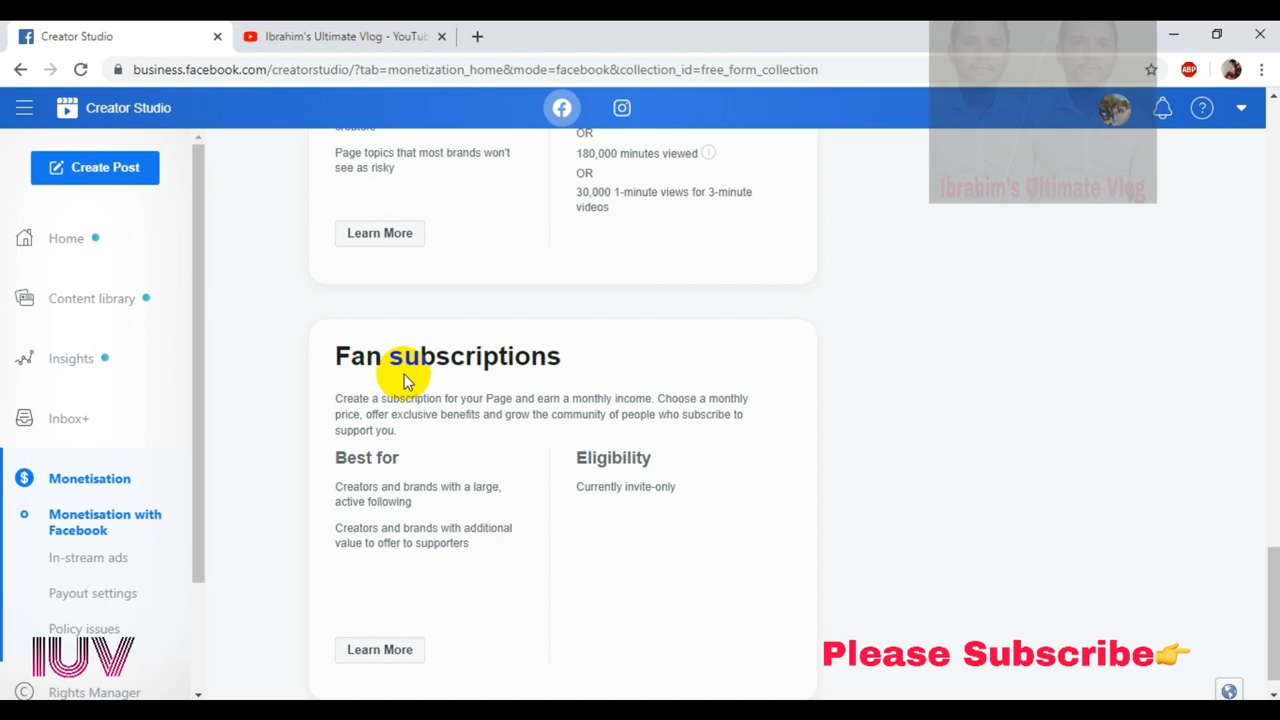 Creator Studio
Ibrahim's Ultimate Vlog - YouTu
business.facebook.com/creatorstudio/?tab=monetization_home&mode=facebook&collection_id=free_form_collection
ABP
Creator Studio
Ibrahim's Ultimate Vlog
Create Post
Home
Content library
Insights
Inbox+
Monetisation
Monetisation with
Facebook
In-stream ads
Payout settings
Policy issues
IUV
Rights Manager
creators
Page topics that most brands won't
see as risky
Learn More
OR
180,000 minutes viewed
OR
30,000 1-minute views for 3-minute
videos
Fan subscriptions
Create a subscription for your Page and earn a monthly income. Choose a monthly
price, offer exclusive benefits and grow the community of people who subscribe to
support you.
Best for
Creators and brands with a large,
active following
Creators and brands with additional
value to offer to supporters
Eligibility
Currently invite-only
Learn More
Please Subscribe👉